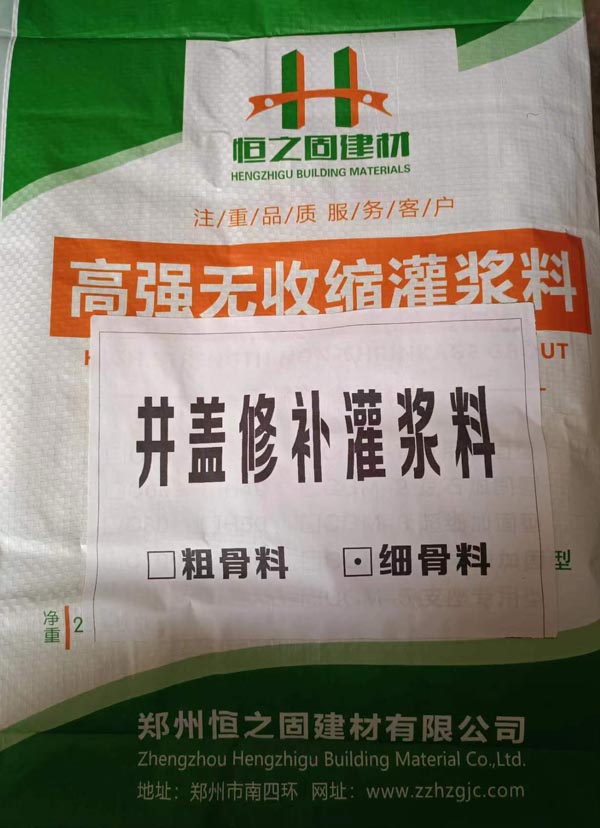 恒之固建材
HENGZHIGU BUILDING MATERIALS
注/重/品/质 服/务/客/户
高强无收缩灌浆料
井盖修补灌浆料
□粗骨料 ⊡细骨料
型
净重 2
郑州恒之固建材有限公司
Zhengzhou Hengzhigu Building Material Co.,Ltd.
地址：郑州市南四环 网址：www.zzhzgjc.com